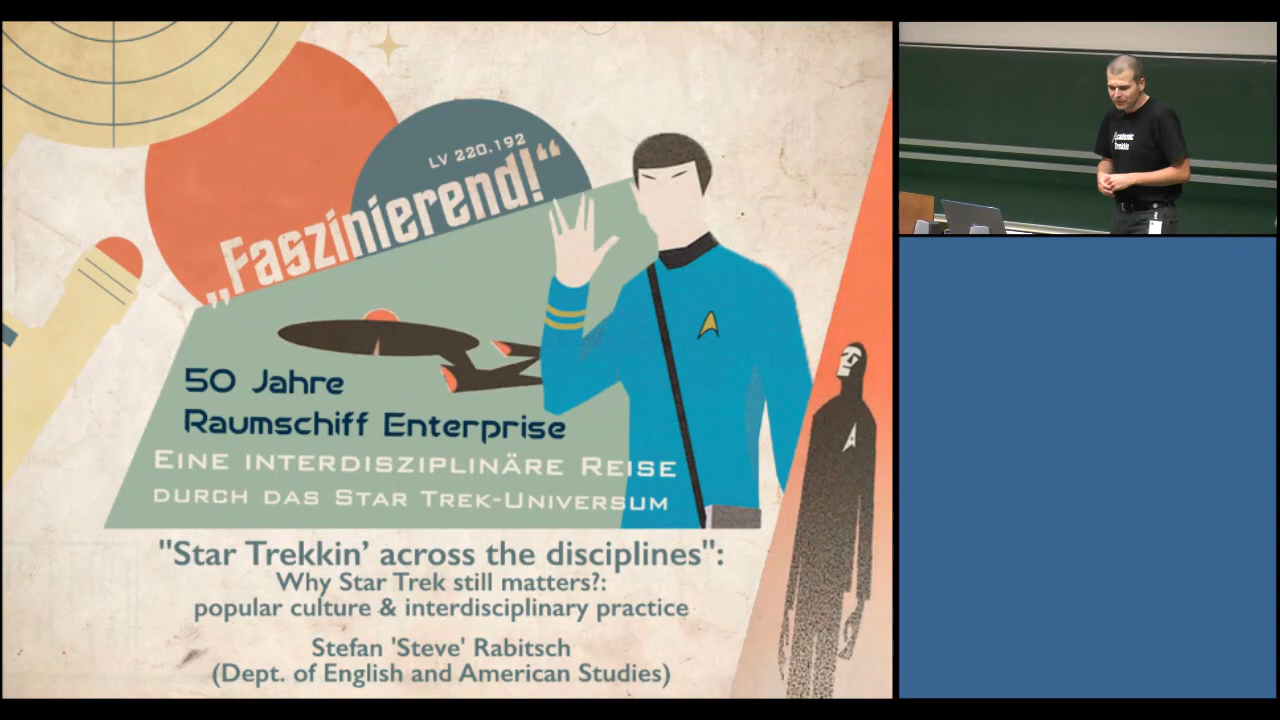 LV 220.192
„Faszinierend!“
50 Jahre
Raumschiff Enterprise
Eine interdisziplinäre Reise
durch das Star Trek-Universum
"Star Trekkin’ across the disciplines":
Why Star Trek still matters?:
popular culture & interdisciplinary practice
Stefan 'Steve' Rabitsch
(Dept. of English and American Studies)
Academic
Trekkin